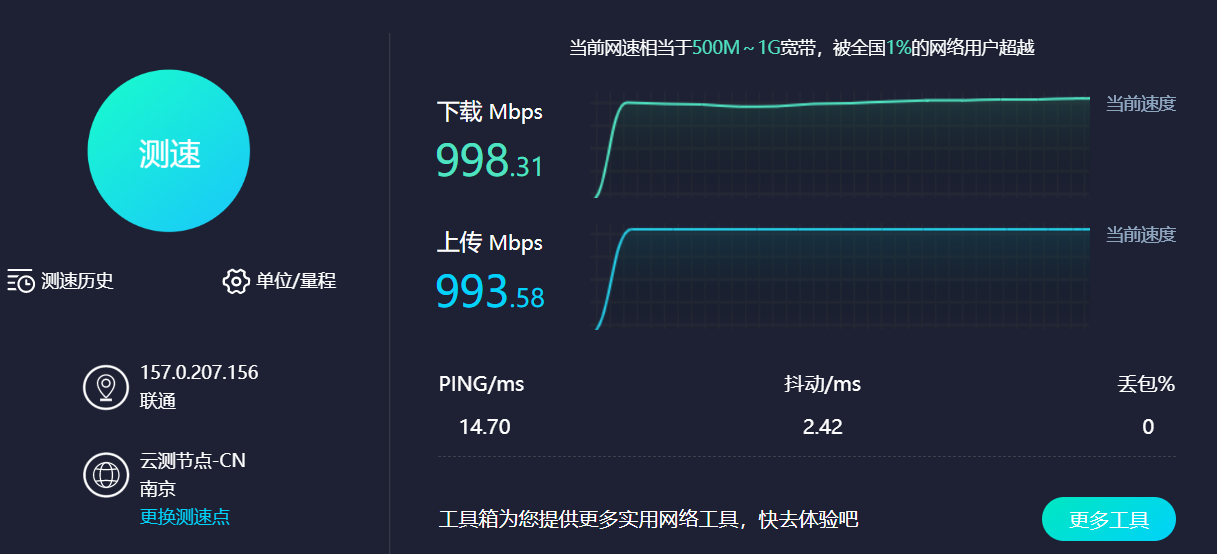 测速
测速历史
单位/量程
157.0.207.156
联通
云测节点-CN
南京
更换测速点
当前网速相当于500M~1G宽带，被全国1%的网络用户超越
下载 Mbps
998.31
当前速度
上传 Mbps
993.58
当前速度
PING/ms 抖动/ms 丢包%
14.70 2.42 0
工具箱为您提供更多实用网络工具，快去体验吧
更多工具